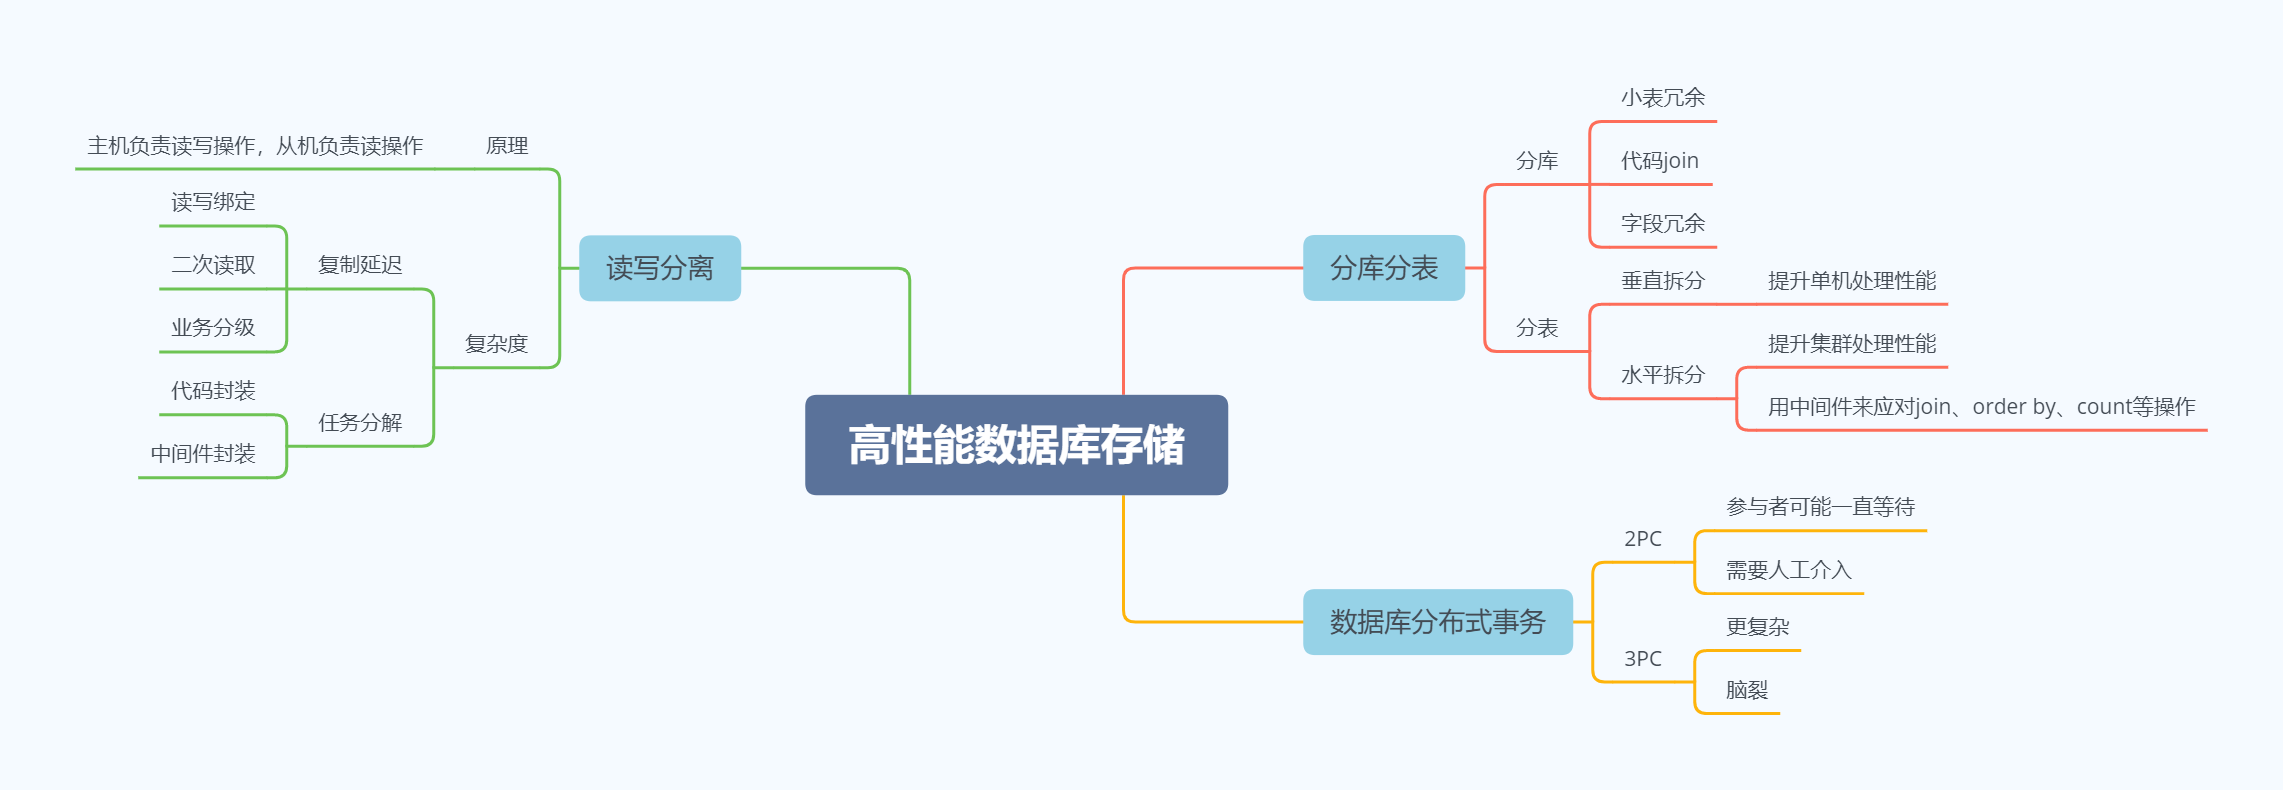 高性能数据库存储
读写分离
原理
主机负责读写操作，从机负责读操作
复杂度
复制延迟
读写绑定
二次读取
业务分级
任务分解
代码封装
中间件封装
分库分表
分库
小表冗余
代码join
字段冗余
分表
垂直拆分
提升单机处理性能
水平拆分
提升集群处理性能
用中间件来应对join、order by、count等操作
数据库分布式事务
2PC
参与者可能一直等待
需要人工介入
3PC
更复杂
脑裂